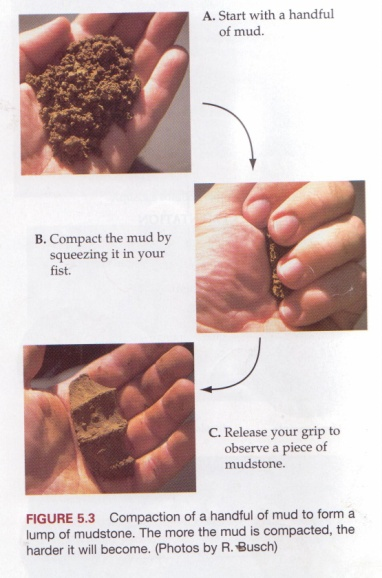 A. Start with a handful
of mud.
B. Compact the mud by
squeezing it in your
fist.
C. Release your grip to
observe a piece of
mudstone.
FIGURE 5.3 Compaction of a handful of mud to form a
lump of mudstone. The more the mud is compacted, the
harder it will become. (Photos by R. Busch)